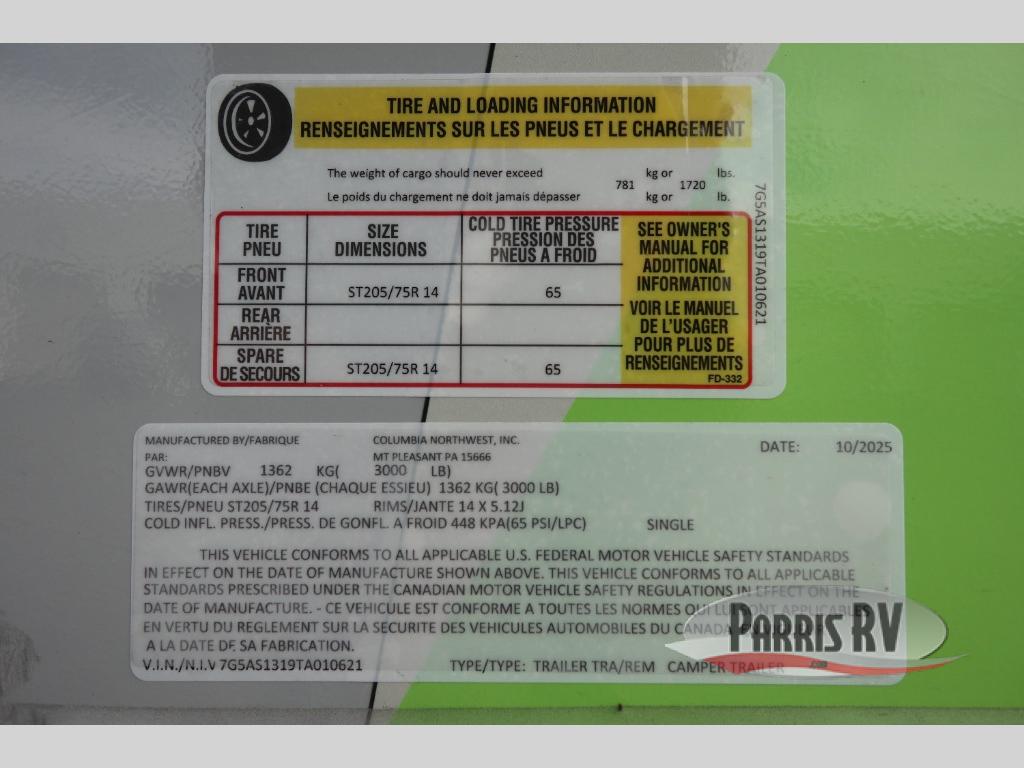 TIRE AND LOADING INFORMATION
RENSEIGNEMENTS SUR LES PNEUS ET LE CHARGEMENT
The weight of cargo should never exceed kg or lbs.
781 1720
Le poids du chargement ne doit jamais dépasser kg or lb.
TIRE PNEU
SIZE DIMENSIONS
COLD TIRE PRESSURE
PRESSION DES
PNEUS A FROID
FRONT AVANT
ST205/75R 14
65
REAR ARRIÈRE
SPARE DE SECOURS
ST205/75R 14
65
SEE OWNER'S
MANUAL FOR
ADDITIONAL
INFORMATION
VOIR LE MANUEL
DE L'USAGER
POUR PLUS DE
RENSEIGNEMENTS
FD-332
7G5AS1319TA010621
MANUFACTURED BY/FABRIQUE COLUMBIA NORTHWEST, INC. DATE: 10/2025
PAR: MT PLEASANT PA 15666
GVWR/PNBV 1362 KG( 3000 LB)
GAWR(EACH AXLE)/PNBE (CHAQUE ESSIEU) 1362 KG( 3000 LB)
TIRES/PNEU ST205/75R 14 RIMS/JANTE 14 X 5.12J
COLD INFL. PRESS./PRESS. DE GONFL. A FROID 448 KPA(65 PSI/LPC) SINGLE
THIS VEHICLE CONFORMS TO ALL APPLICABLE U.S. FEDERAL MOTOR VEHICLE SAFETY STANDARDS
IN EFFECT ON THE DATE OF MANUFACTURE SHOWN ABOVE. THIS VEHICLE CONFORMS TO ALL APPLICABLE
STANDARDS PRESCRIBED UNDER THE CANADIAN MOTOR VEHICLE SAFETY REGULATIONS IN EFFECT ON THE
DATE OF MANUFACTURE. - CE VEHICULE EST CONFORME A TOUTES LES NORMES QUI LUI SONT APPLICABLES
EN VERTU DU REGLEMENT SUR LA SECURITE DES VEHICULES AUTOMOBILES DU CANADA
A LA DATE DE SA FABRICATION.
V.I.N./N.I.V 7G5AS1319TA010621 TYPE/TYPE: TRAILER TRA/REM CAMPER TRAILER
PARRIS RV
.com